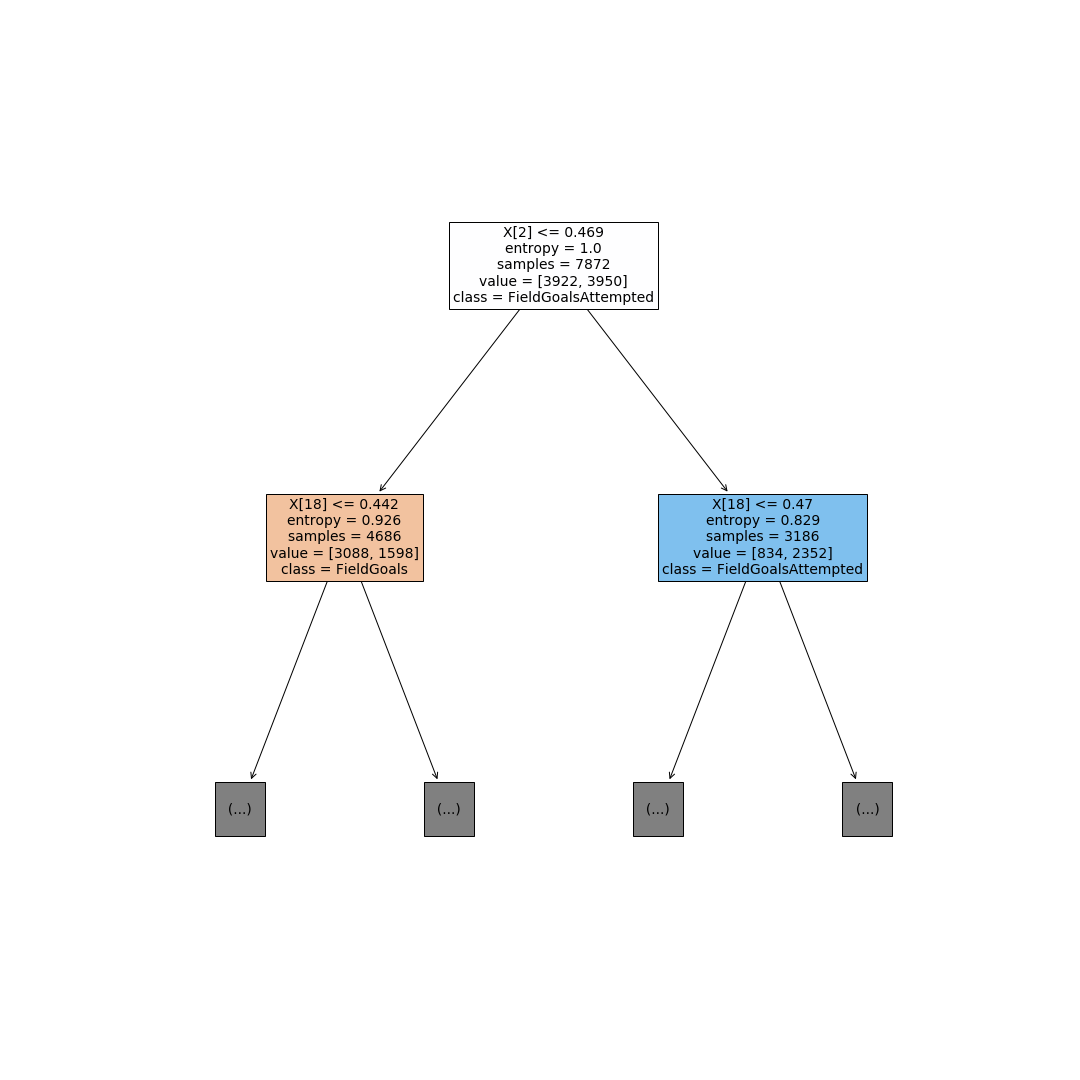 X[2] <= 0.469
entropy = 1.0
samples = 7872
value = [3922, 3950]
class = FieldGoalsAttempted
X[18] <= 0.442
entropy = 0.926
samples = 4686
value = [3088, 1598]
class = FieldGoals
X[18] <= 0.47
entropy = 0.829
samples = 3186
value = [834, 2352]
class = FieldGoalsAttempted
(...)
(...)
(...)
(...)